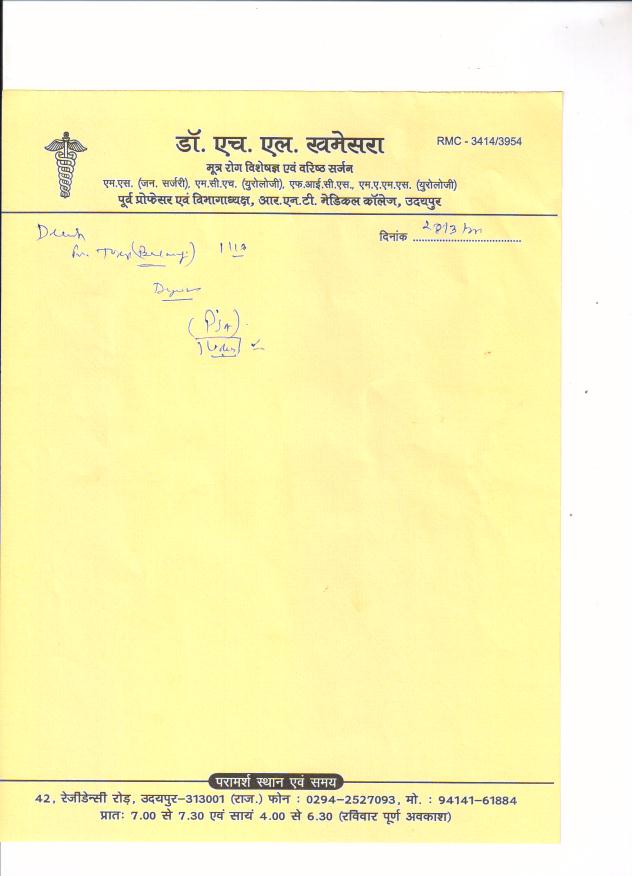 डॉ. एच. एल. खमेसरा
RMC - 3414/3954
मूत्र रोग विशेषज्ञ एवं वरिष्ठ सर्जन
एम.एस. (जन. सर्जरी), एम.सी.एच. (युरोलोजी), एफ.आई.सी.एस., एम.ए.एम.एस. (युरोलोजी)
पूर्व प्रोफेसर एवं विभागाध्यक्ष, आर.एन.टी. मेडिकल कॉलेज, उदयपुर
दिनांक
परामर्श स्थान एवं समय
42, रेजीडेन्सी रोड़, उदयपुर-313001 (राज.) फोन : 0294-2527093, मो. : 94141-61884
प्रातः 7.00 से 7.30 एवं सायं 4.00 से 6.30 (रविवार पूर्ण अवकाश)